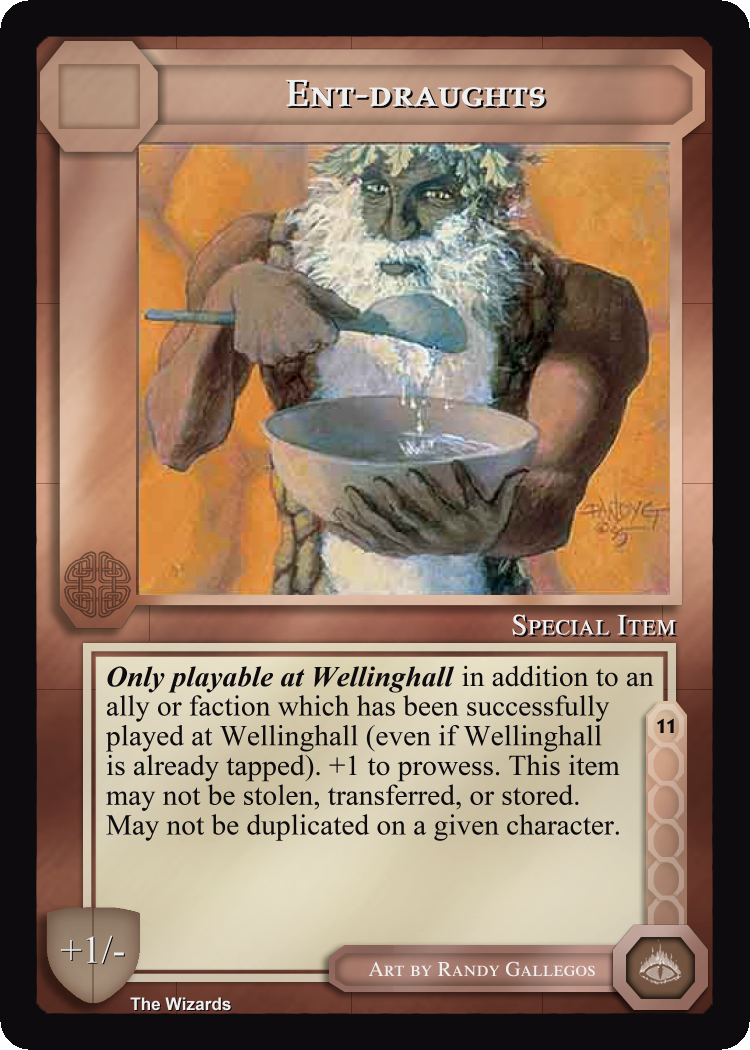 Ent-draughts
Special Item
Only playable at Wellinghall in addition to an
ally or faction which has been successfully
played at Wellinghall (even if Wellinghall
is already tapped). +1 to prowess. This item
may not be stolen, transferred, or stored.
May not be duplicated on a given character.
11
+1/-
Art by Randy Gallegos
The Wizards